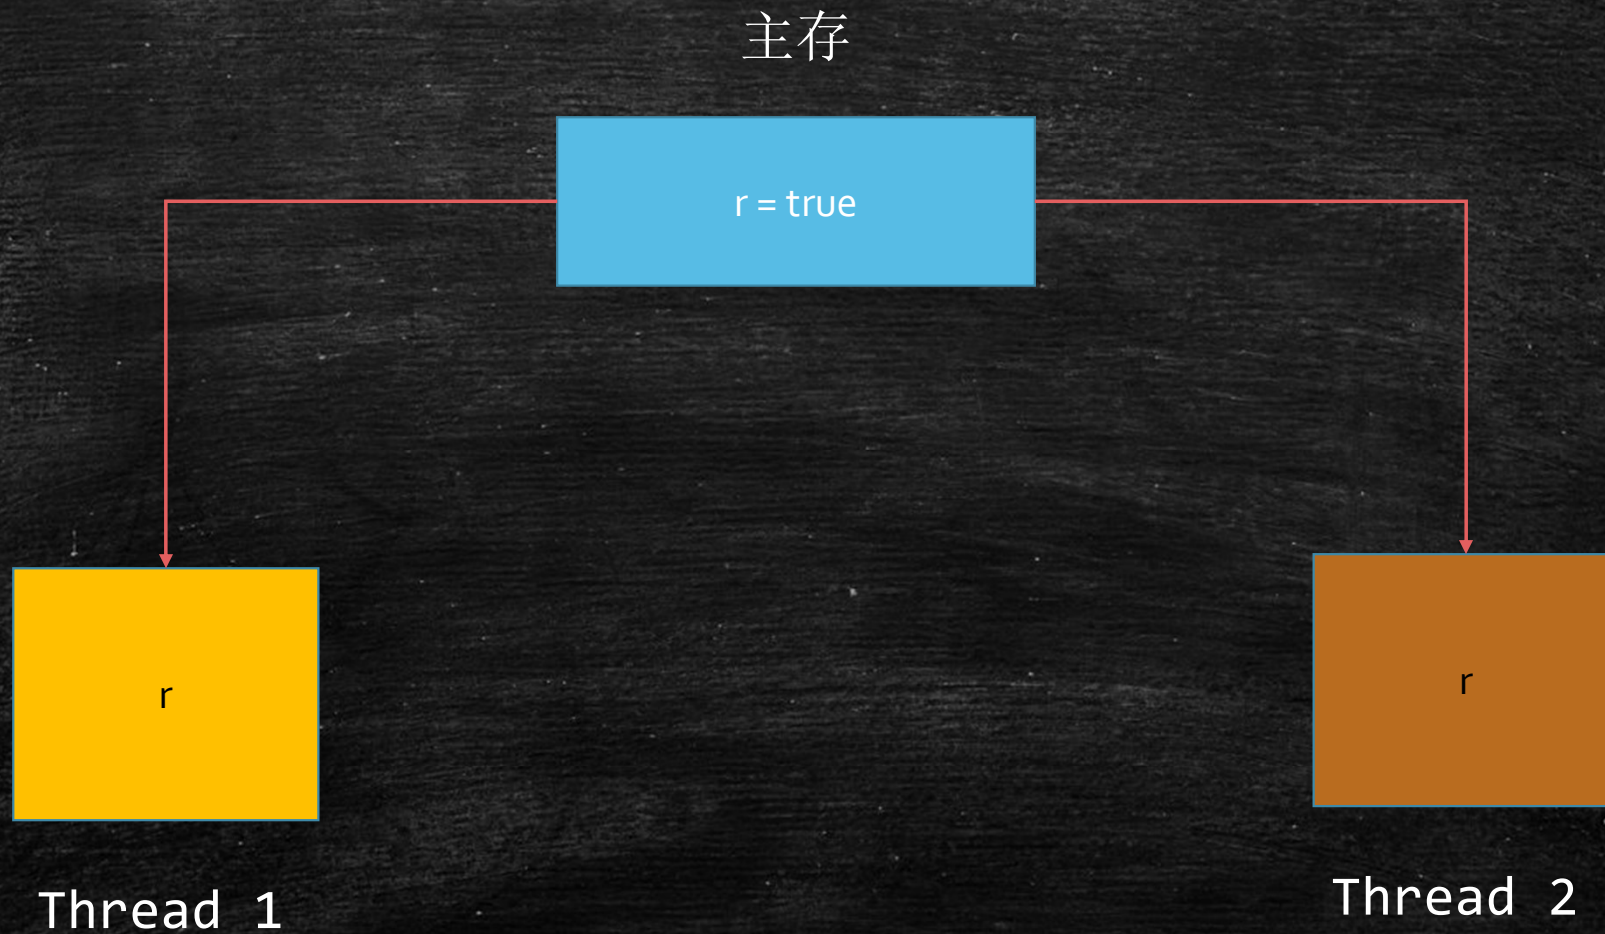 主存
r = true
r
r
Thread 1
Thread 2